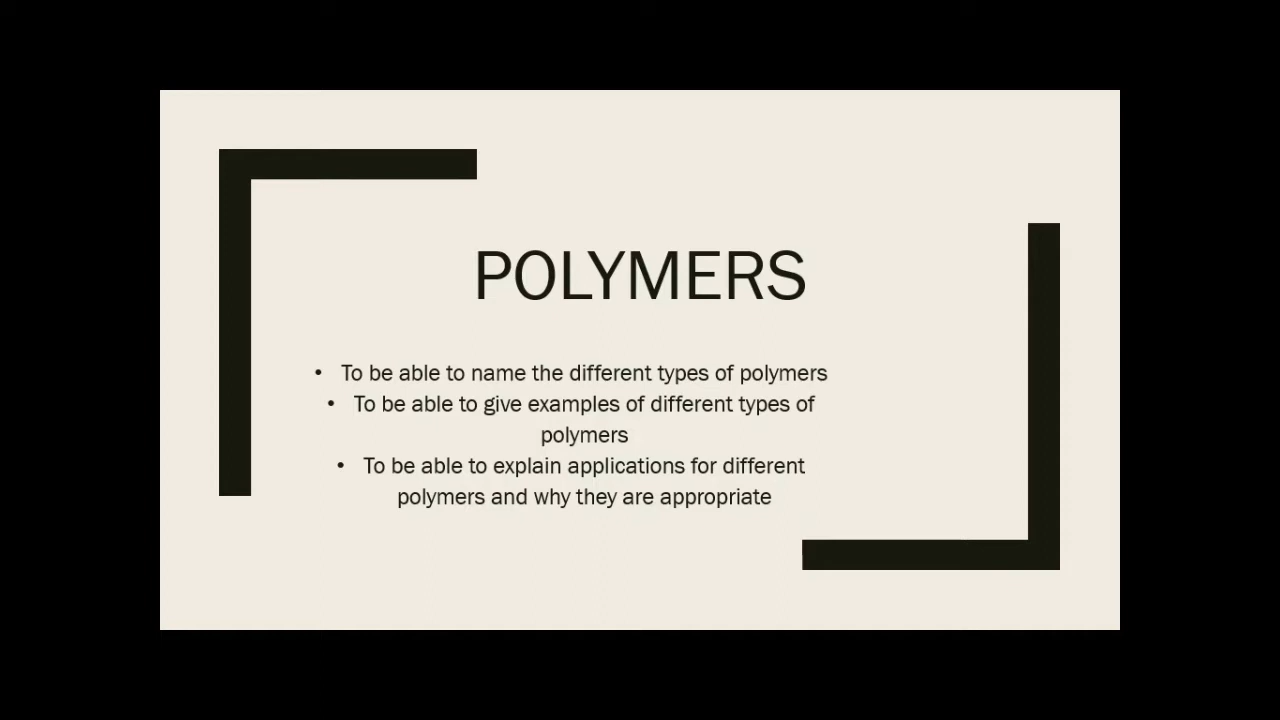 POLYMERS
• To be able to name the different types of polymers
• To be able to give examples of different types of
polymers
• To be able to explain applications for different
polymers and why they are appropriate